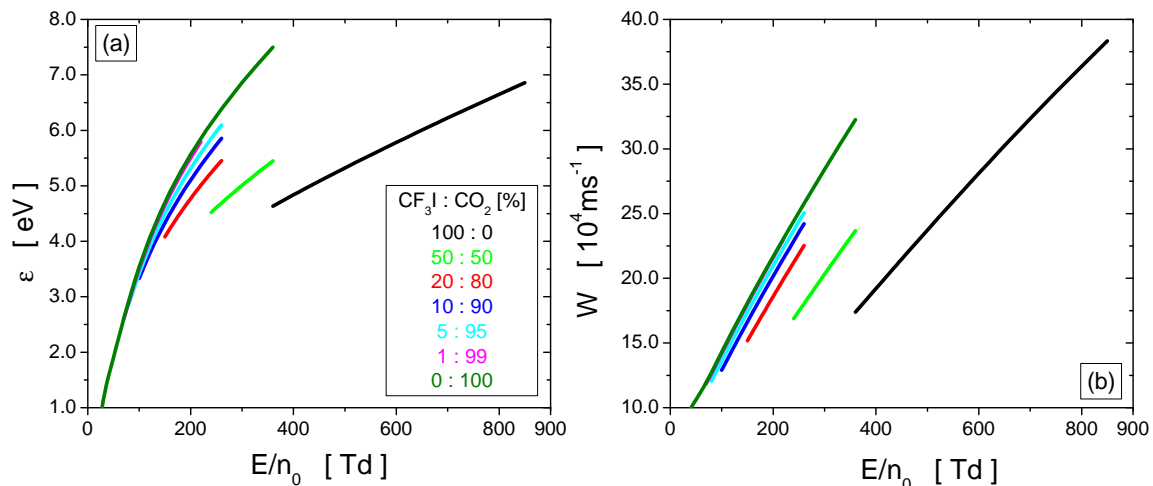 (a)
8.0
7.0
6.0
5.0
4.0
3.0
2.0
1.0
ε [ eV ]
0 200 400 600 800 900
E/n₀ [ Td ]
CF₃I : CO₂ [%]
100 : 0
50 : 50
20 : 80
10 : 90
5 : 95
1 : 99
0 : 100
40.0
35.0
30.0
25.0
20.0
15.0
10.0
W [ 10⁴ms⁻¹ ]
0 200 400 600 800 900
E/n₀ [ Td ]
(b)